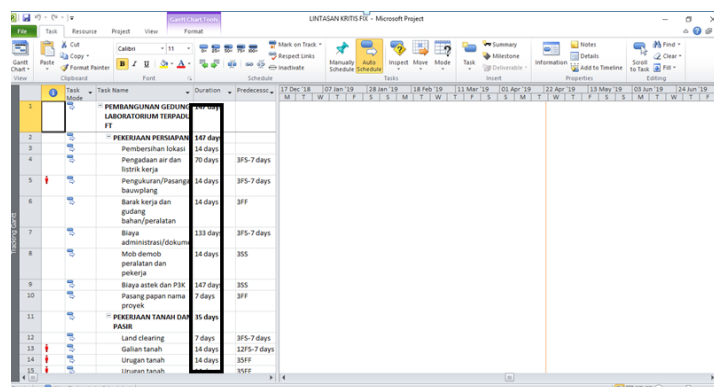 Gantt Chart Tools
LINTASAN KRITIS FIX - Microsoft Project
File Task Resource Project View Format
Gantt Chart
Paste
Cut
Copy
Format Painter
Calibri 11
B I U
Mark on Track
Respect Links
Inactivate
Manually Schedule
Auto Schedule
Inspect Move Mode
Task
Summary
Milestone
Deliverable
Information
Notes
Details
Add to Timeline
Scroll to Task
Find
Clear
Fill
View Clipboard Font Schedule Tasks Insert Properties Editing
Task Mode Task Name Duration Predecessc
17 Dec '18 07 Jan '19 28 Jan '19 18 Feb '19 11 Mar '19 01 Apr '19 22 Apr '19 13 May '19 03 Jun '19 24 Jun '19
M T W T F S S M T W T F S S M T W T
1 PEMBANGUNAN GEDUNG 147 days
LABORATORIUM TERPADU
FT
2 PEKERJAAN PERSIAPAN 147 days
3 Pembersihan lokasi 14 days
4 Pengadaan air dan 70 days 3FS-7 days
listrik kerja
5 Pengukuran/Pasanga 14 days 3FS-7 days
bauwplang
6 Barak kerja dan 14 days 3FF
gudang
bahan/peralatan
7 Biaya 133 days 3FS-7 days
administrasi/dokume
8 Mob demob 14 days 3SS
peralatan dan
pekerja
9 Biaya astek dan P3K 147 days 3SS
10 Pasang papan nama 7 days 3FF
proyek
11 PEKERJAAN TANAH DAN 35 days
PASIR
12 Land clearing 7 days 3FS-7 days
13 Galian tanah 14 days 12FS-7 days
14 Urugan tanah 14 days 35FF
15 Urugan tanah 35FF
Tracking Gantt